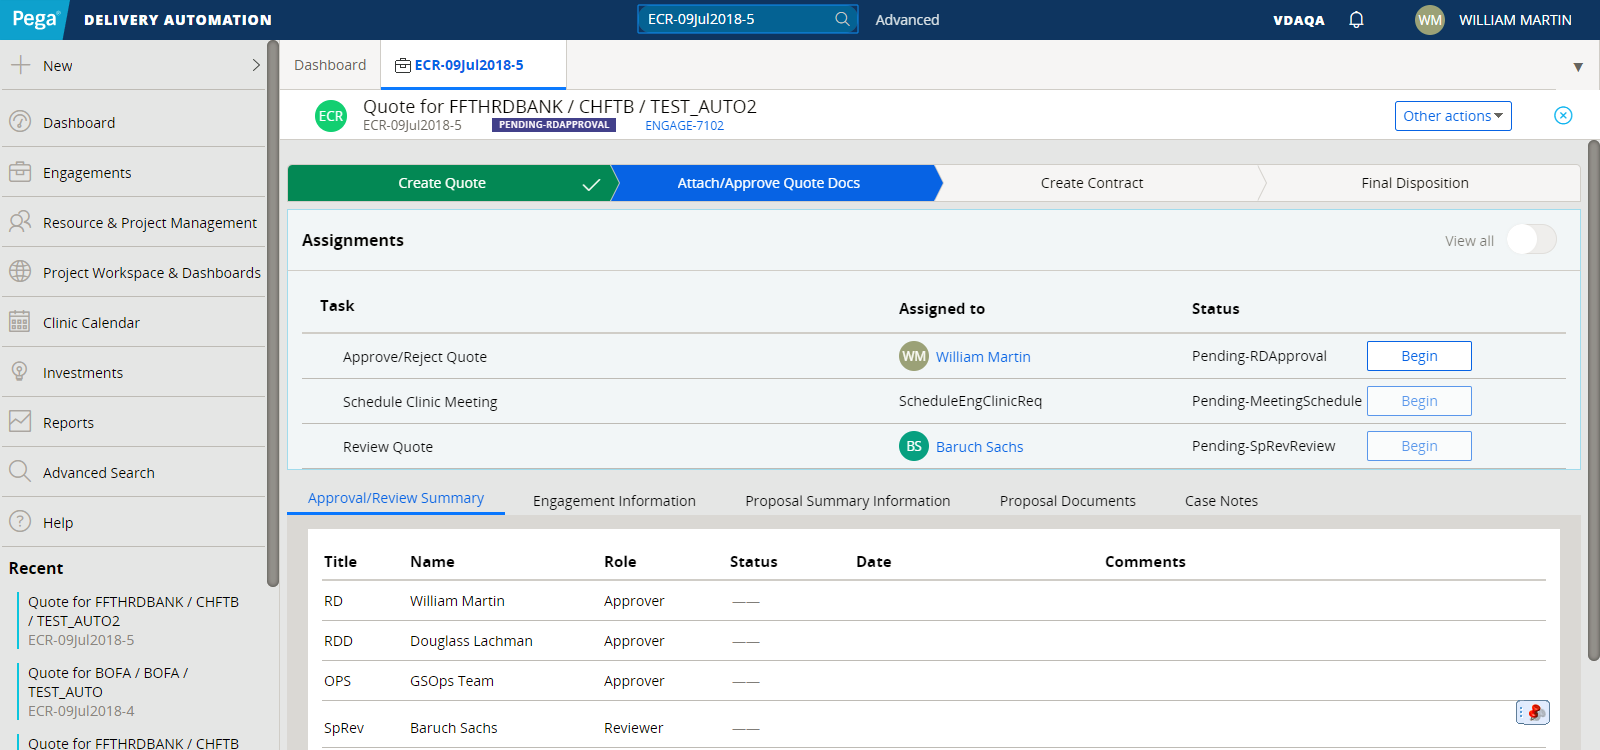 Pega DELIVERY AUTOMATION ECR-09Jul2018-5 Advanced VDAQA WM WILLIAM MARTIN
New
Dashboard
Engagements
Resource & Project Management
Project Workspace & Dashboards
Clinic Calendar
Investments
Reports
Advanced Search
Help
Recent
Quote for FFTHRDBANK / CHFTB
/ TEST_AUTO2
ECR-09Jul2018-5
Quote for BOFA / BOFA /
TEST_AUTO
ECR-09Jul2018-4
Quote for FFTHRDBANK / CHFTB
Dashboard ECR-09Jul2018-5
ECR Quote for FFTHRDBANK / CHFTB / TEST_AUTO2
ECR-09Jul2018-5 PENDING-RDAPPROVAL ENGAGE-7102
Other actions
Create Quote Attach/Approve Quote Docs Create Contract Final Disposition
Assignments View all
Task Assigned to Status
Approve/Reject Quote WM William Martin Pending-RDApproval Begin
Schedule Clinic Meeting ScheduleEngClinicReq Pending-MeetingSchedule Begin
Review Quote BS Baruch Sachs Pending-SpRevReview Begin
Approval/Review Summary Engagement Information Proposal Summary Information Proposal Documents Case Notes
Title Name Role Status Date Comments
RD William Martin Approver ——
RDD Douglass Lachman Approver ——
OPS GSOps Team Approver ——
SpRev Baruch Sachs Reviewer ——